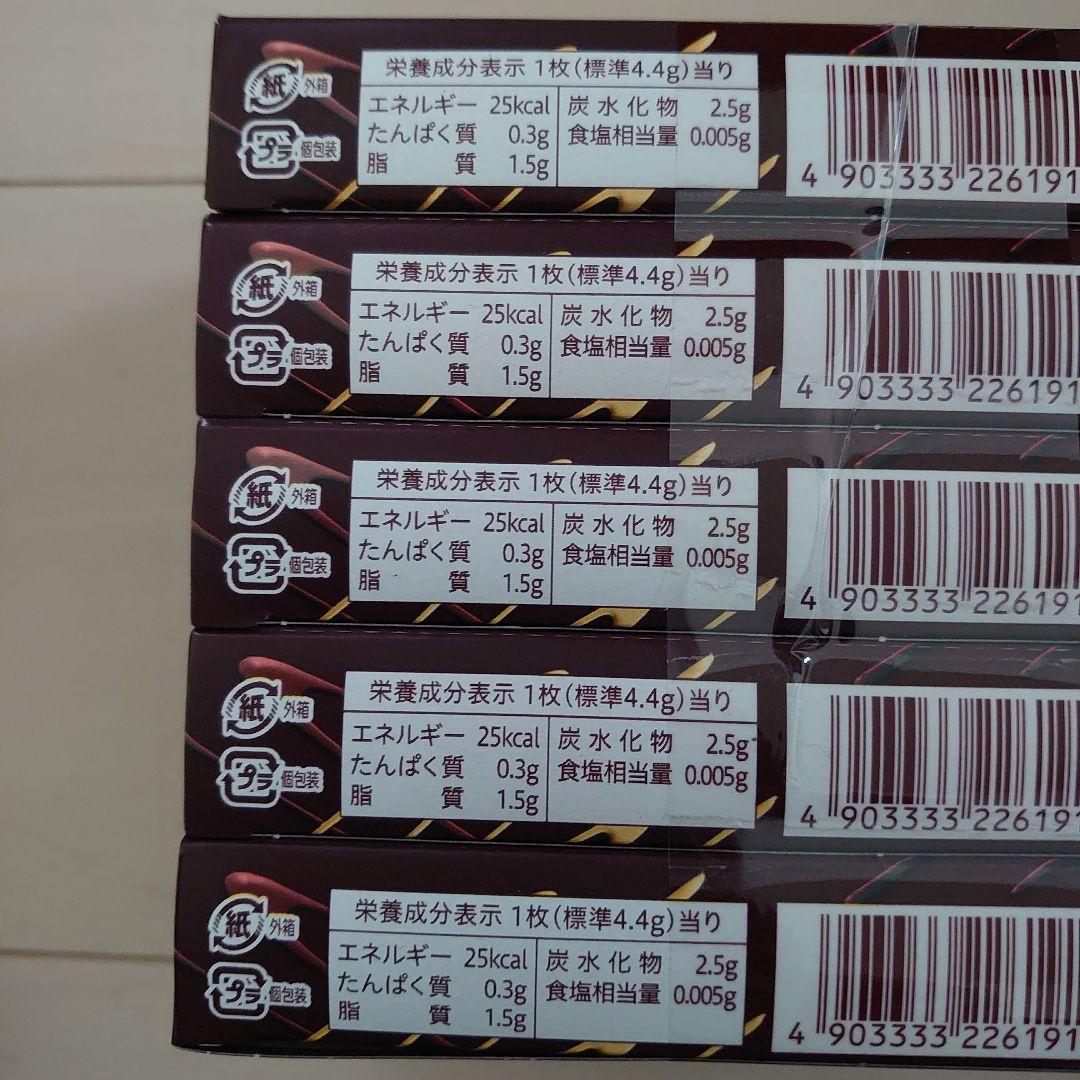 紙 外箱
プラ 個包装
栄養成分表示 1枚(標準4.4g)当り
エネルギー 25kcal 炭水化物 2.5g
たんぱく質 0.3g 食塩相当量 0.005g
脂質 1.5g
4 903333 226191
紙 外箱
プラ 個包装
栄養成分表示 1枚(標準4.4g)当り
エネルギー 25kcal 炭水化物 2.5g
たんぱく質 0.3g 食塩相当量 0.005g
脂質 1.5g
4 903333 226191
紙 外箱
プラ 個包装
栄養成分表示 1枚(標準4.4g)当り
エネルギー 25kcal 炭水化物 2.5g
たんぱく質 0.3g 食塩相当量 0.005g
脂質 1.5g
4 903333 226191
紙 外箱
プラ 個包装
栄養成分表示 1枚(標準4.4g)当り
エネルギー 25kcal 炭水化物 2.5g
たんぱく質 0.3g 食塩相当量 0.005g
脂質 1.5g
4 903333 226191
紙 外箱
プラ 個包装
栄養成分表示 1枚(標準4.4g)当り
エネルギー 25kcal 炭水化物 2.5g
たんぱく質 0.3g 食塩相当量 0.005g
脂質 1.5g
4 903333 226191